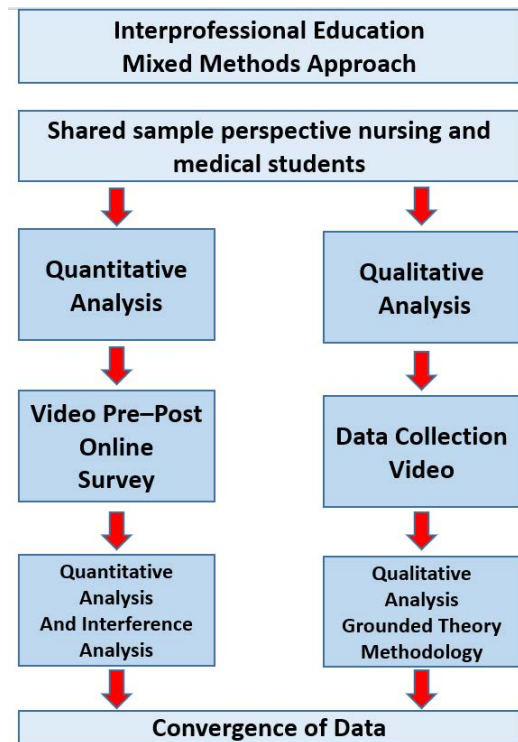 Interprofessional Education
Mixed Methods Approach
Shared sample perspective nursing and
medical students
Quantitative
Analysis
Qualitative
Analysis
Video Pre–Post
Online
Survey
Data Collection
Video
Quantitative
Analysis
And Interference
Analysis
Qualitative
Analysis
Grounded Theory
Methodology
Convergence of Data